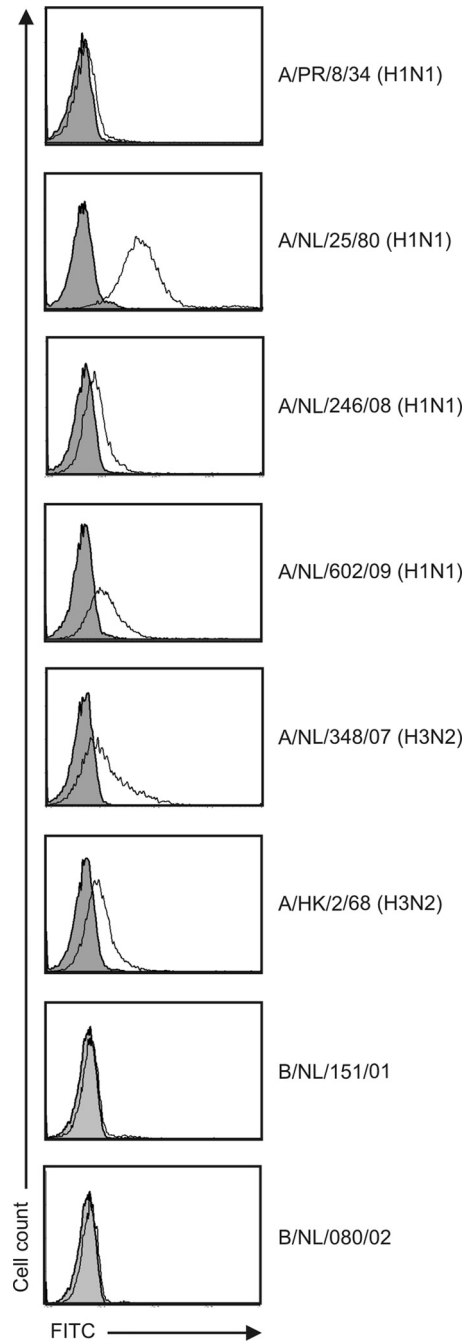 A/PR/8/34 (H1N1)
A/NL/25/80 (H1N1)
A/NL/246/08 (H1N1)
A/NL/602/09 (H1N1)
A/NL/348/07 (H3N2)
A/HK/2/68 (H3N2)
B/NL/151/01
B/NL/080/02
Cell count
FITC